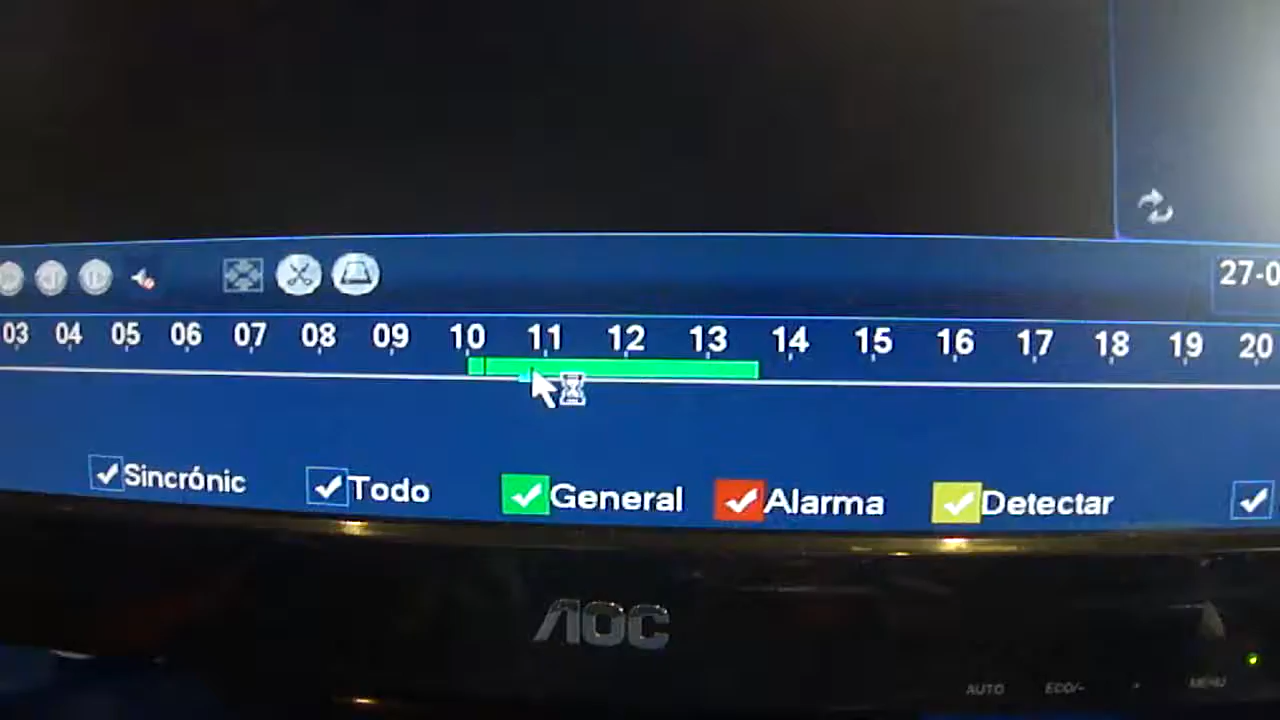 27-0
03 04 05 06 07 08 09 10 11 12 13 14 15 16 17 18 19 20
Sincrónic Todo General Alarma Detectar
AOC
AUTO ECO/- MENU